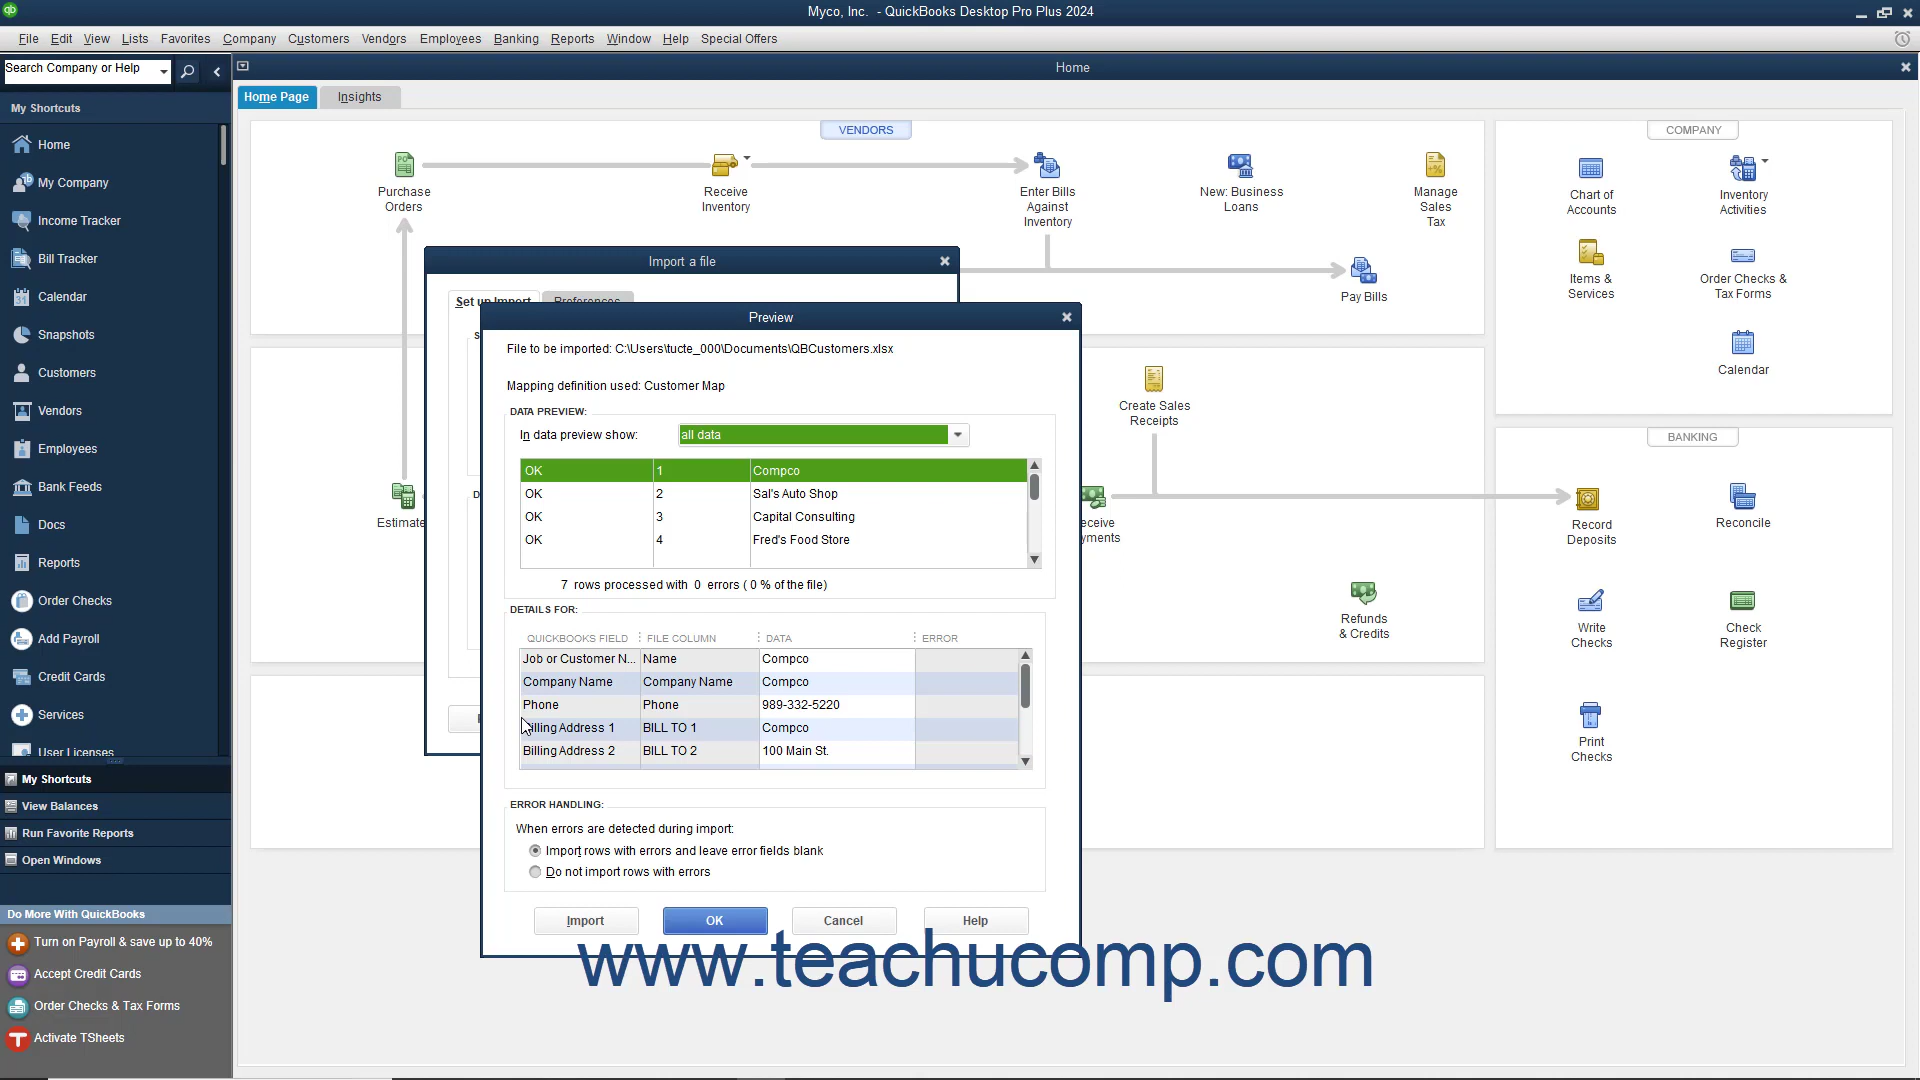 Myco, Inc. - QuickBooks Desktop Pro Plus 2024
File Edit View Lists Favorites Company Customers Vendors Employees Banking Reports Window Help Special Offers
Search Company or Help
Home
Home Page Insights
My Shortcuts
Home
My Company
Income Tracker
Bill Tracker
Calendar
Snapshots
Customers
Vendors
Employees
Bank Feeds
Docs
Reports
Order Checks
Add Payroll
Credit Cards
Services
User Licenses
My Shortcuts
View Balances
Run Favorite Reports
Open Windows
Do More With QuickBooks
Turn on Payroll & save up to 40%
Accept Credit Cards
Order Checks & Tax Forms
Activate TSheets
VENDORS
Purchase
Orders
Receive
Inventory
Enter Bills
Against
Inventory
New: Business
Loans
Manage
Sales
Tax
Pay Bills
Estimate
Create Sales
Receipts
Refunds
& Credits
COMPANY
Chart of
Accounts
Inventory
Activities
Items &
Services
Order Checks &
Tax Forms
Calendar
BANKING
Record
Deposits
Reconcile
Write
Checks
Check
Register
Print
Checks
Import a file
Set up Import Preferences
Preview
File to be imported: C:\Users\tucte_000\Documents\QBCustomers.xlsx
Mapping definition used: Customer Map
DATA PREVIEW:
In data preview show: all data
OK 1 Compco
OK 2 Sal's Auto Shop
OK 3 Capital Consulting
OK 4 Fred's Food Store
7 rows processed with 0 errors ( 0 % of the file)
DETAILS FOR:
QUICKBOOKS FIELD FILE COLUMN DATA ERROR
Job or Customer N... Name Compco
Company Name Company Name Compco
Phone Phone 989-332-5220
Billing Address 1 BILL TO 1 Compco
Billing Address 2 BILL TO 2 100 Main St.
ERROR HANDLING:
When errors are detected during import:
Import rows with errors and leave error fields blank
Do not import rows with errors
Import OK Cancel Help
www.teachucomp.com